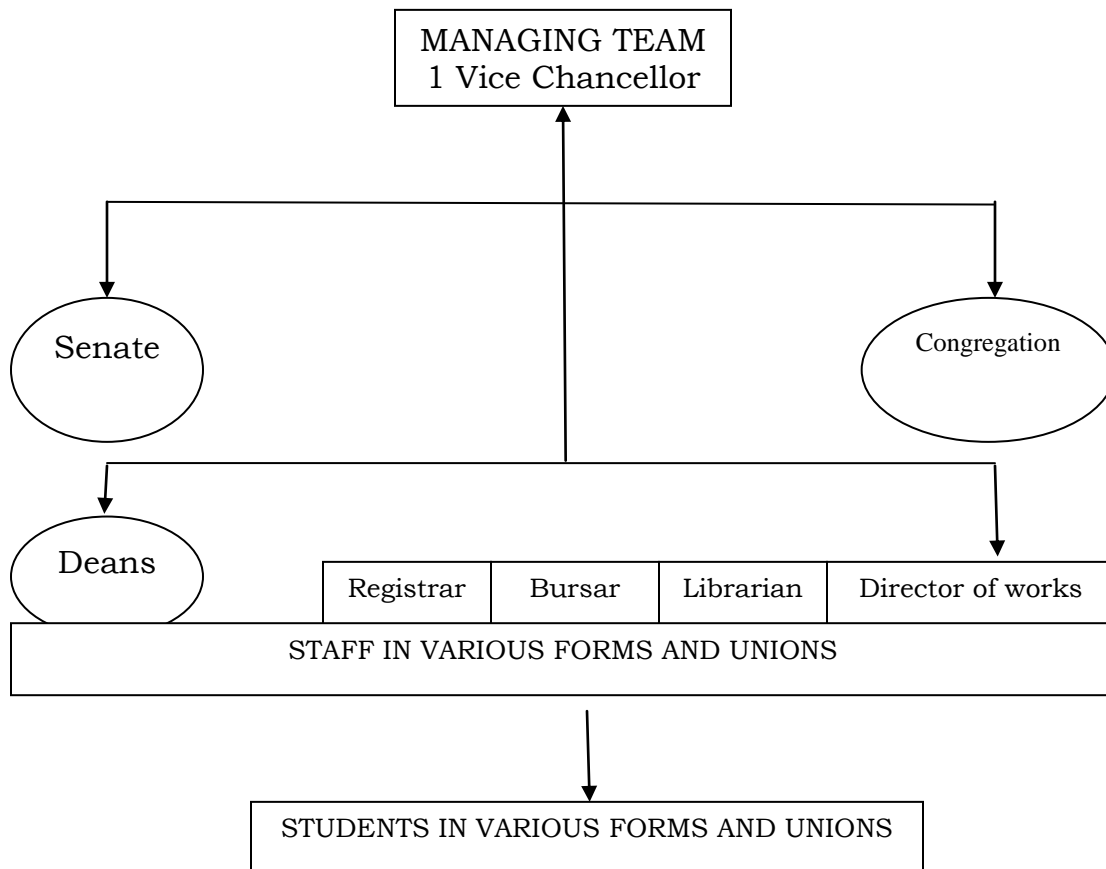 MANAGING TEAM
1 Vice Chancellor
Senate
Congregation
Deans
Registrar
Bursar
Librarian
Director of works
STAFF IN VARIOUS FORMS AND UNIONS
STUDENTS IN VARIOUS FORMS AND UNIONS